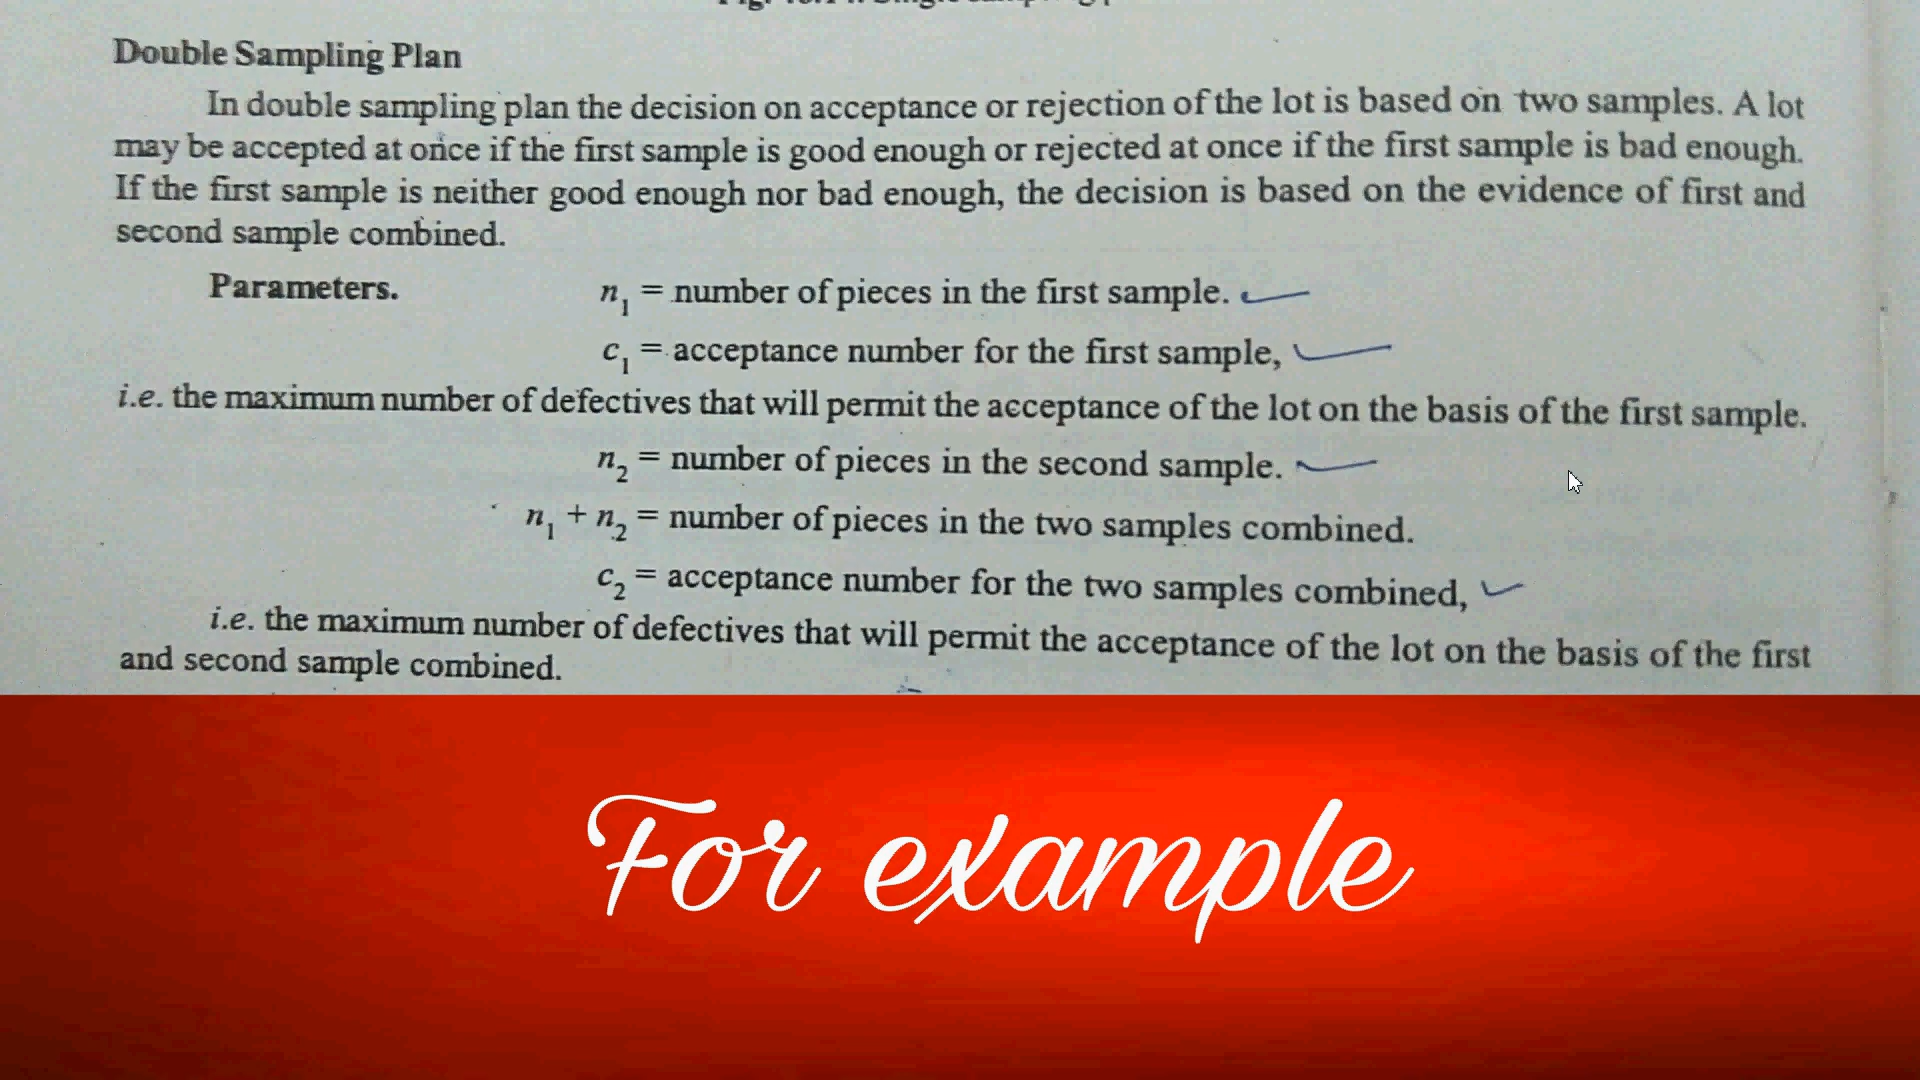 Double Sampling Plan
In double sampling plan the decision on acceptance or rejection of the lot is based on two samples. A lot
may be accepted at once if the first sample is good enough or rejected at once if the first sample is bad enough.
If the first sample is neither good enough nor bad enough, the decision is based on the evidence of first and
second sample combined.
Parameters. n₁ = number of pieces in the first sample.
c₁ = acceptance number for the first sample,
i.e. the maximum number of defectives that will permit the acceptance of the lot on the basis of the first sample.
n₂ = number of pieces in the second sample.
n₁ + n₂ = number of pieces in the two samples combined.
c₂ = acceptance number for the two samples combined,
i.e. the maximum number of defectives that will permit the acceptance of the lot on the basis of the first
and second sample combined.
For example